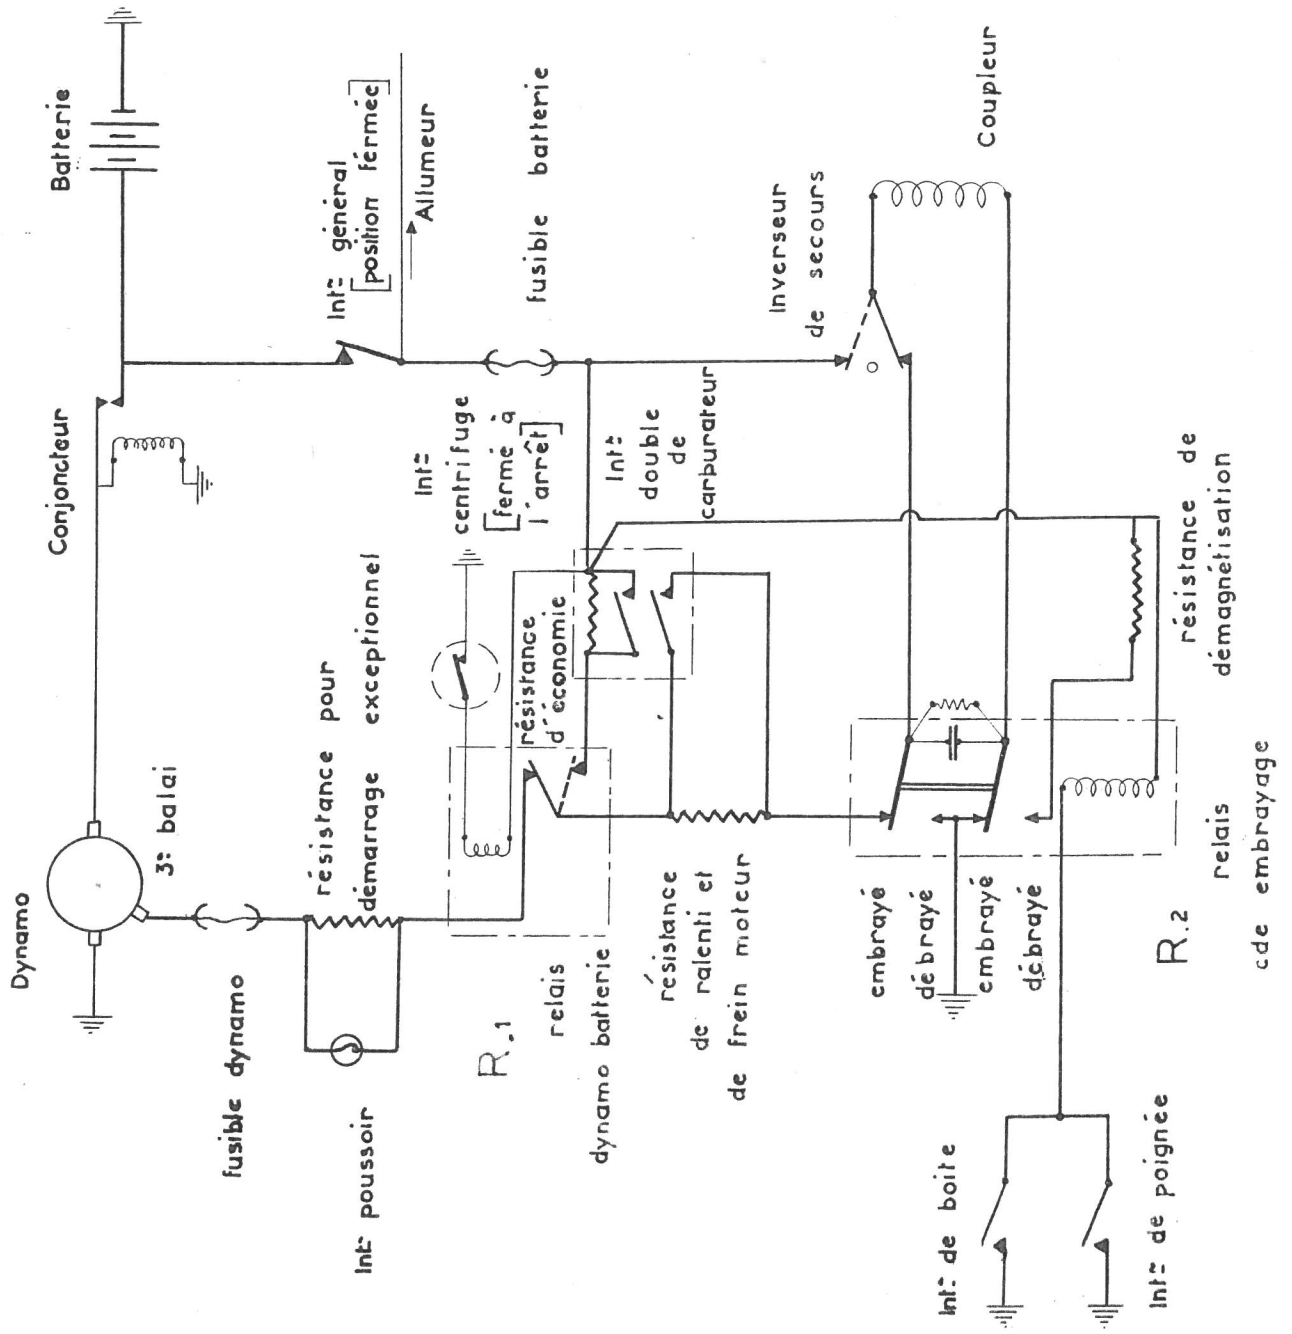 Dynamo
3e balai
Conjoncteur
Batterie
fusible dynamo
résistance pour
démarrage exceptionnel
Intr général
[position férmée]
Allumeur
Intr poussoir
Intr
centrifuge
[fermé à
l'arrêt]
fusible batterie
R.1
relais
dynamo batterie
résistance
d'économie
Intr
double
de
carburateur
résistance
de ralenti et
de frein moteur
Inverseur
de secours
O
Coupleur
embrayé
débrayé
embrayé
débrayé
Intr de boite
Intr de poignée
R.2
relais
cde embrayage
résistance de
démagnétisation